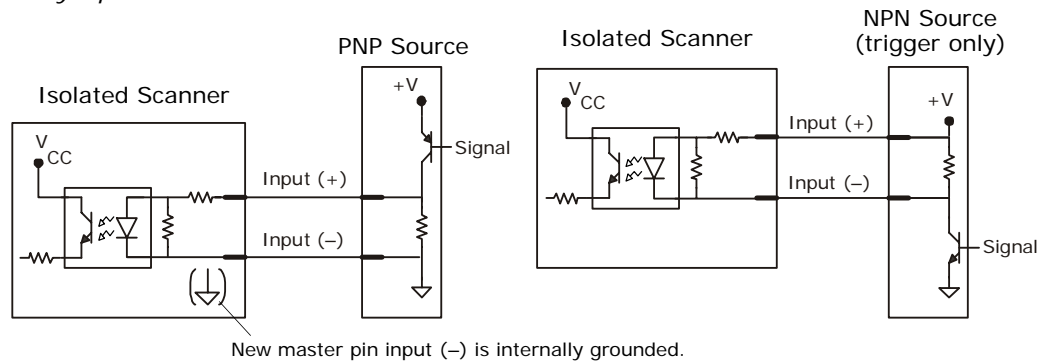 Isolated Scanner
V
CC
Input (+)
Input (–)
PNP Source
+V
Signal
New master pin input (–) is internally grounded.
Isolated Scanner
V
CC
Input (+)
Input (–)
NPN Source
(trigger only)
+V
Signal